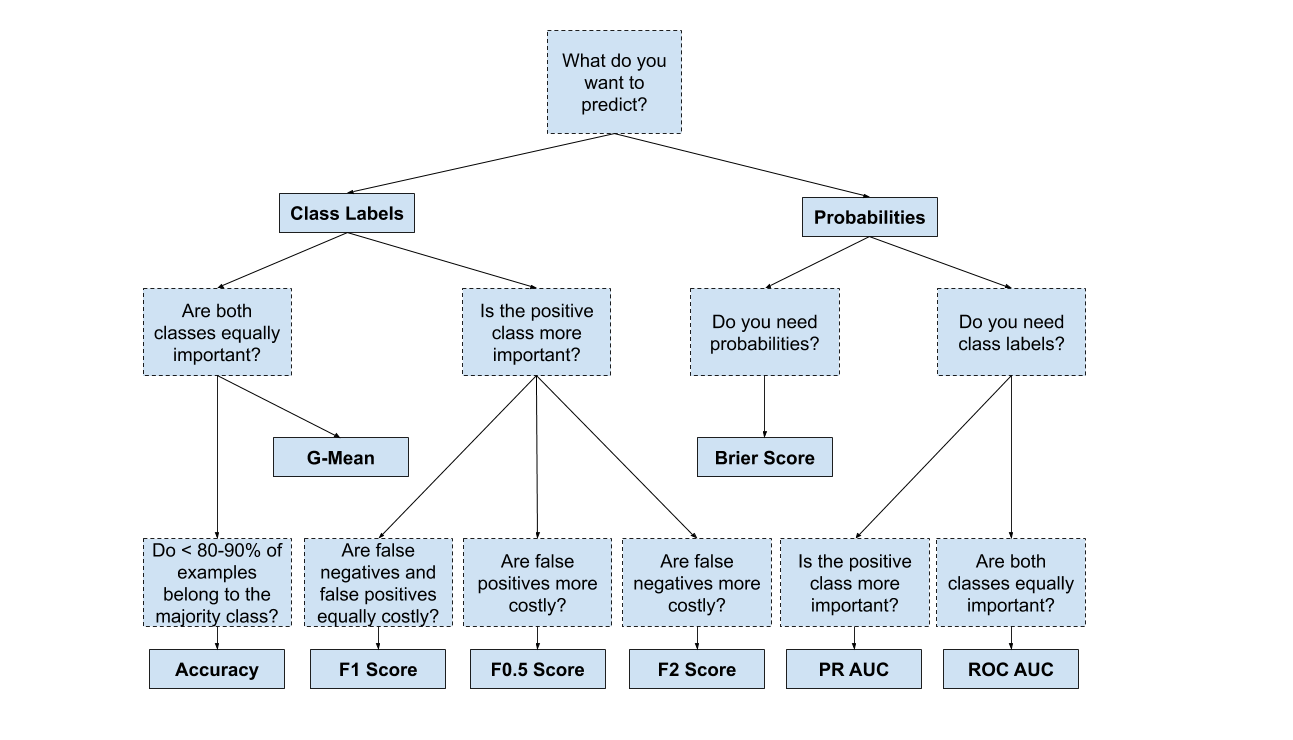 What do you
want to
predict?
Class Labels
Probabilities
Are both
classes equally
important?
Is the positive
class more
important?
Do you need
probabilities?
Do you need
class labels?
G-Mean
Brier Score
Do < 80-90% of
examples
belong to the
majority class?
Are false
negatives and
false positives
equally costly?
Are false
positives more
costly?
Are false
negatives more
costly?
Is the positive
class more
important?
Are both
classes equally
important?
Accuracy
F1 Score
F0.5 Score
F2 Score
PR AUC
ROC AUC